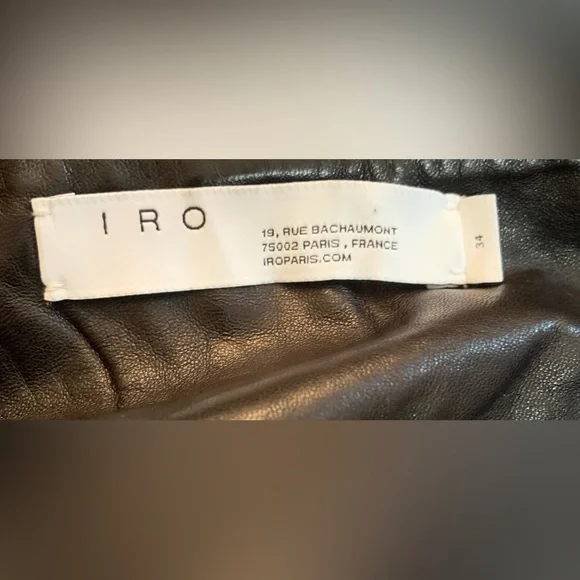 IRO
19, RUE BACHAUMONT
75002 PARIS, FRANCE
IROPARIS.COM
34